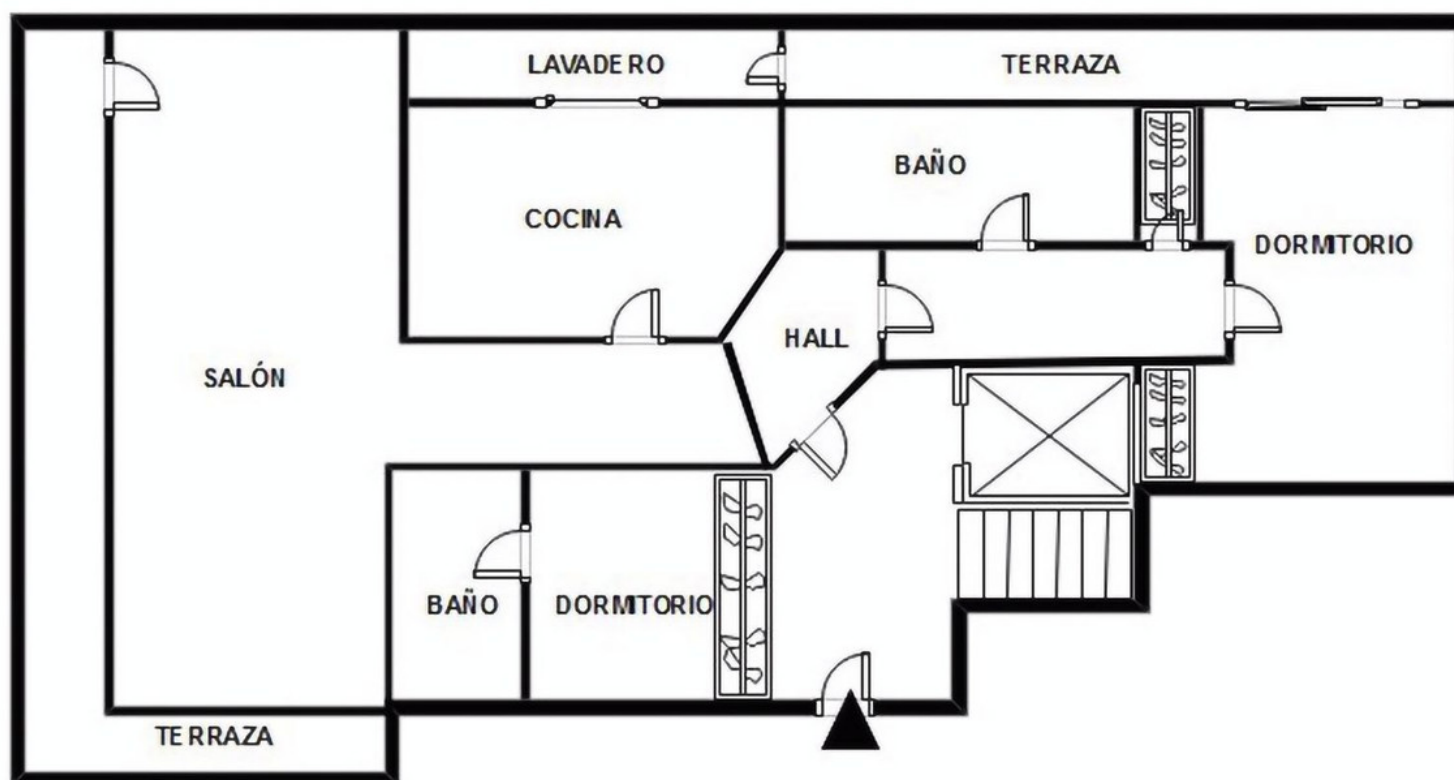 LAVADERO
TERRAZA
BAÑO
COCINA
DORMITORIO
HALL
SALÓN
BAÑO
DORMITORIO
TERRAZA